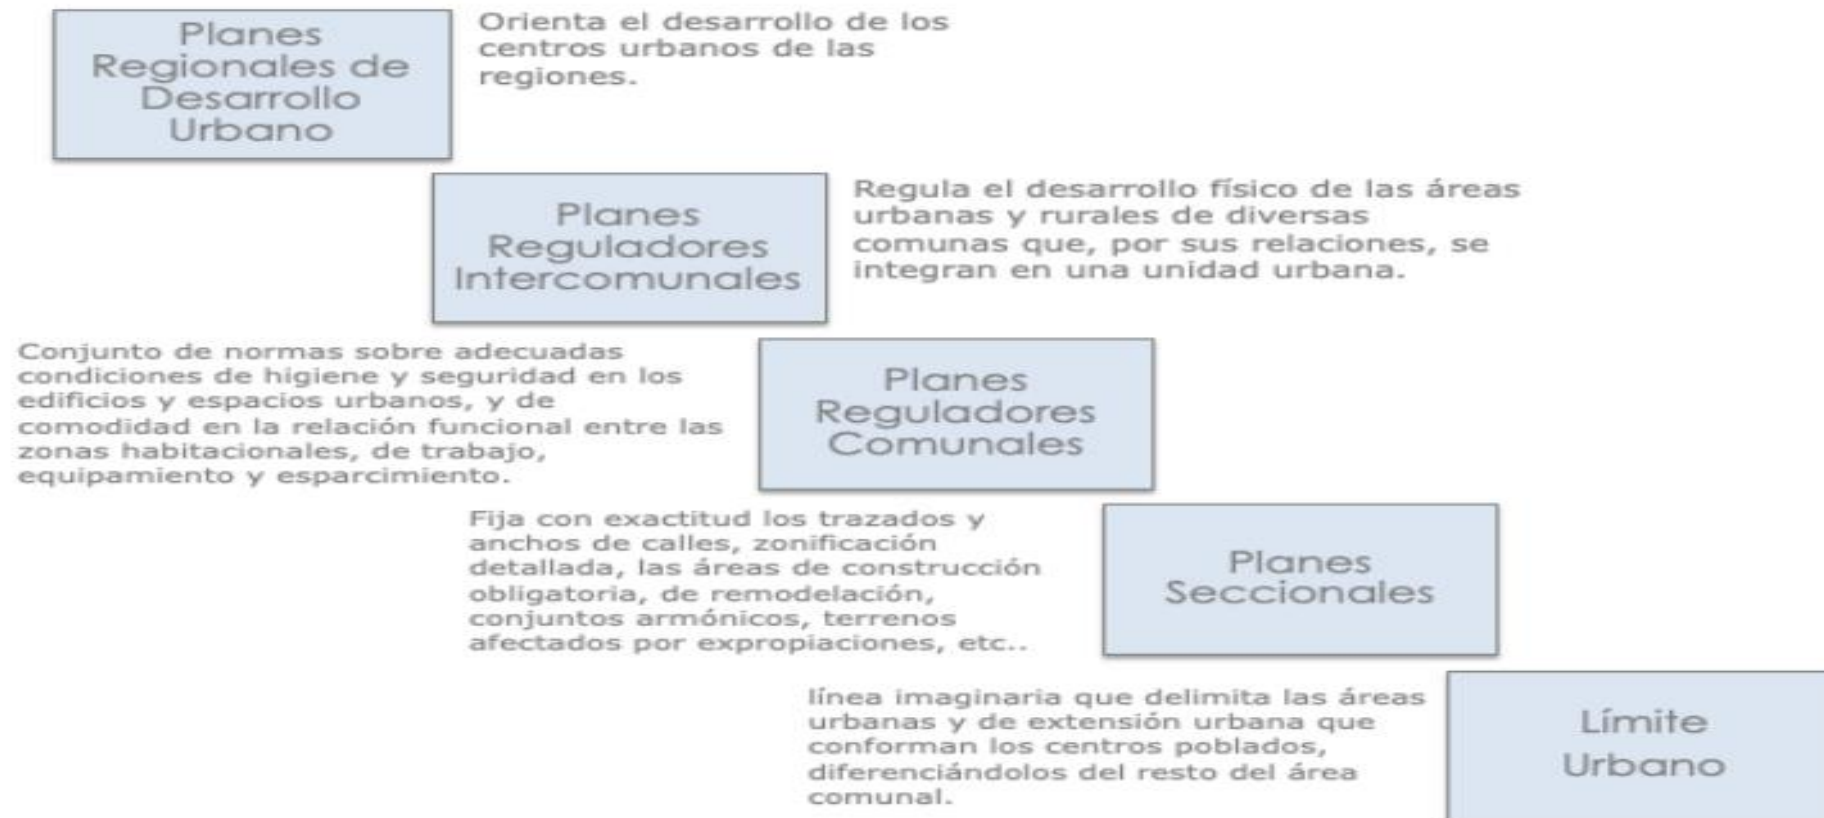 Planes
Regionales de
Desarrollo
Urbano
Orienta el desarrollo de los
centros urbanos de las
regiones.
Planes
Reguladores
Intercomunales
Regula el desarrollo físico de las áreas
urbanas y rurales de diversas
comunas que, por sus relaciones, se
integran en una unidad urbana.
Conjunto de normas sobre adecuadas
condiciones de higiene y seguridad en los
edificios y espacios urbanos, y de
comodidad en la relación funcional entre las
zonas habitacionales, de trabajo,
equipamiento y esparcimiento.
Planes
Reguladores
Comunales
Fija con exactitud los trazados y
anchos de calles, zonificación
detallada, las áreas de construcción
obligatoria, de remodelación,
conjuntos armónicos, terrenos
afectados por expropiaciones, etc..
Planes
Seccionales
línea imaginaria que delimita las áreas
urbanas y de extensión urbana que
conforman los centros poblados,
diferenciándolos del resto del área
comunal.
Límite
Urbano